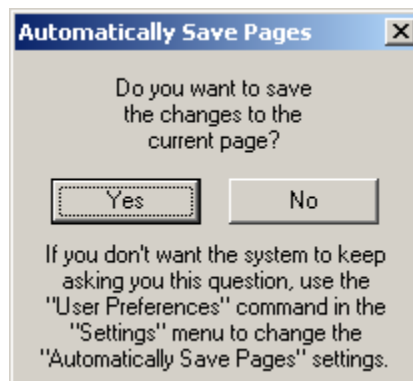 Automatically Save Pages
Do you want to save
the changes to the
current page?
Yes
No
If you don't want the system to keep
asking you this question, use the
"User Preferences" command in the
"Settings" menu to change the
"Automatically Save Pages" settings.